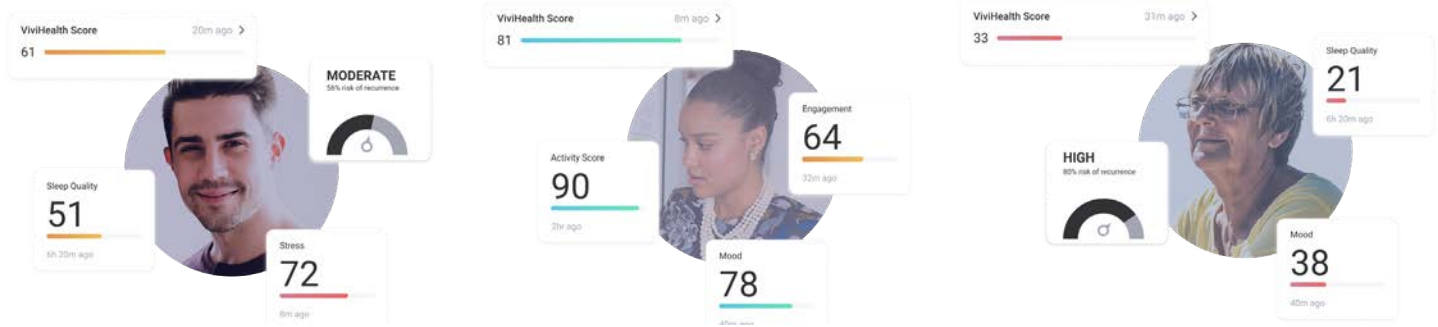 ViviHealth Score 20m ago >
61
MODERATE
56% risk of recurrence
Sleep Quality
51
6h 20m ago
Stress
72
8m ago
ViviHealth Score 8m ago >
81
Engagement
64
32m ago
Activity Score
90
2hr ago
Mood
78
40m ago
ViviHealth Score 31m ago >
33
Sleep Quality
21
6h 20m ago
HIGH
80% risk of recurrence
Mood
38
40m ago